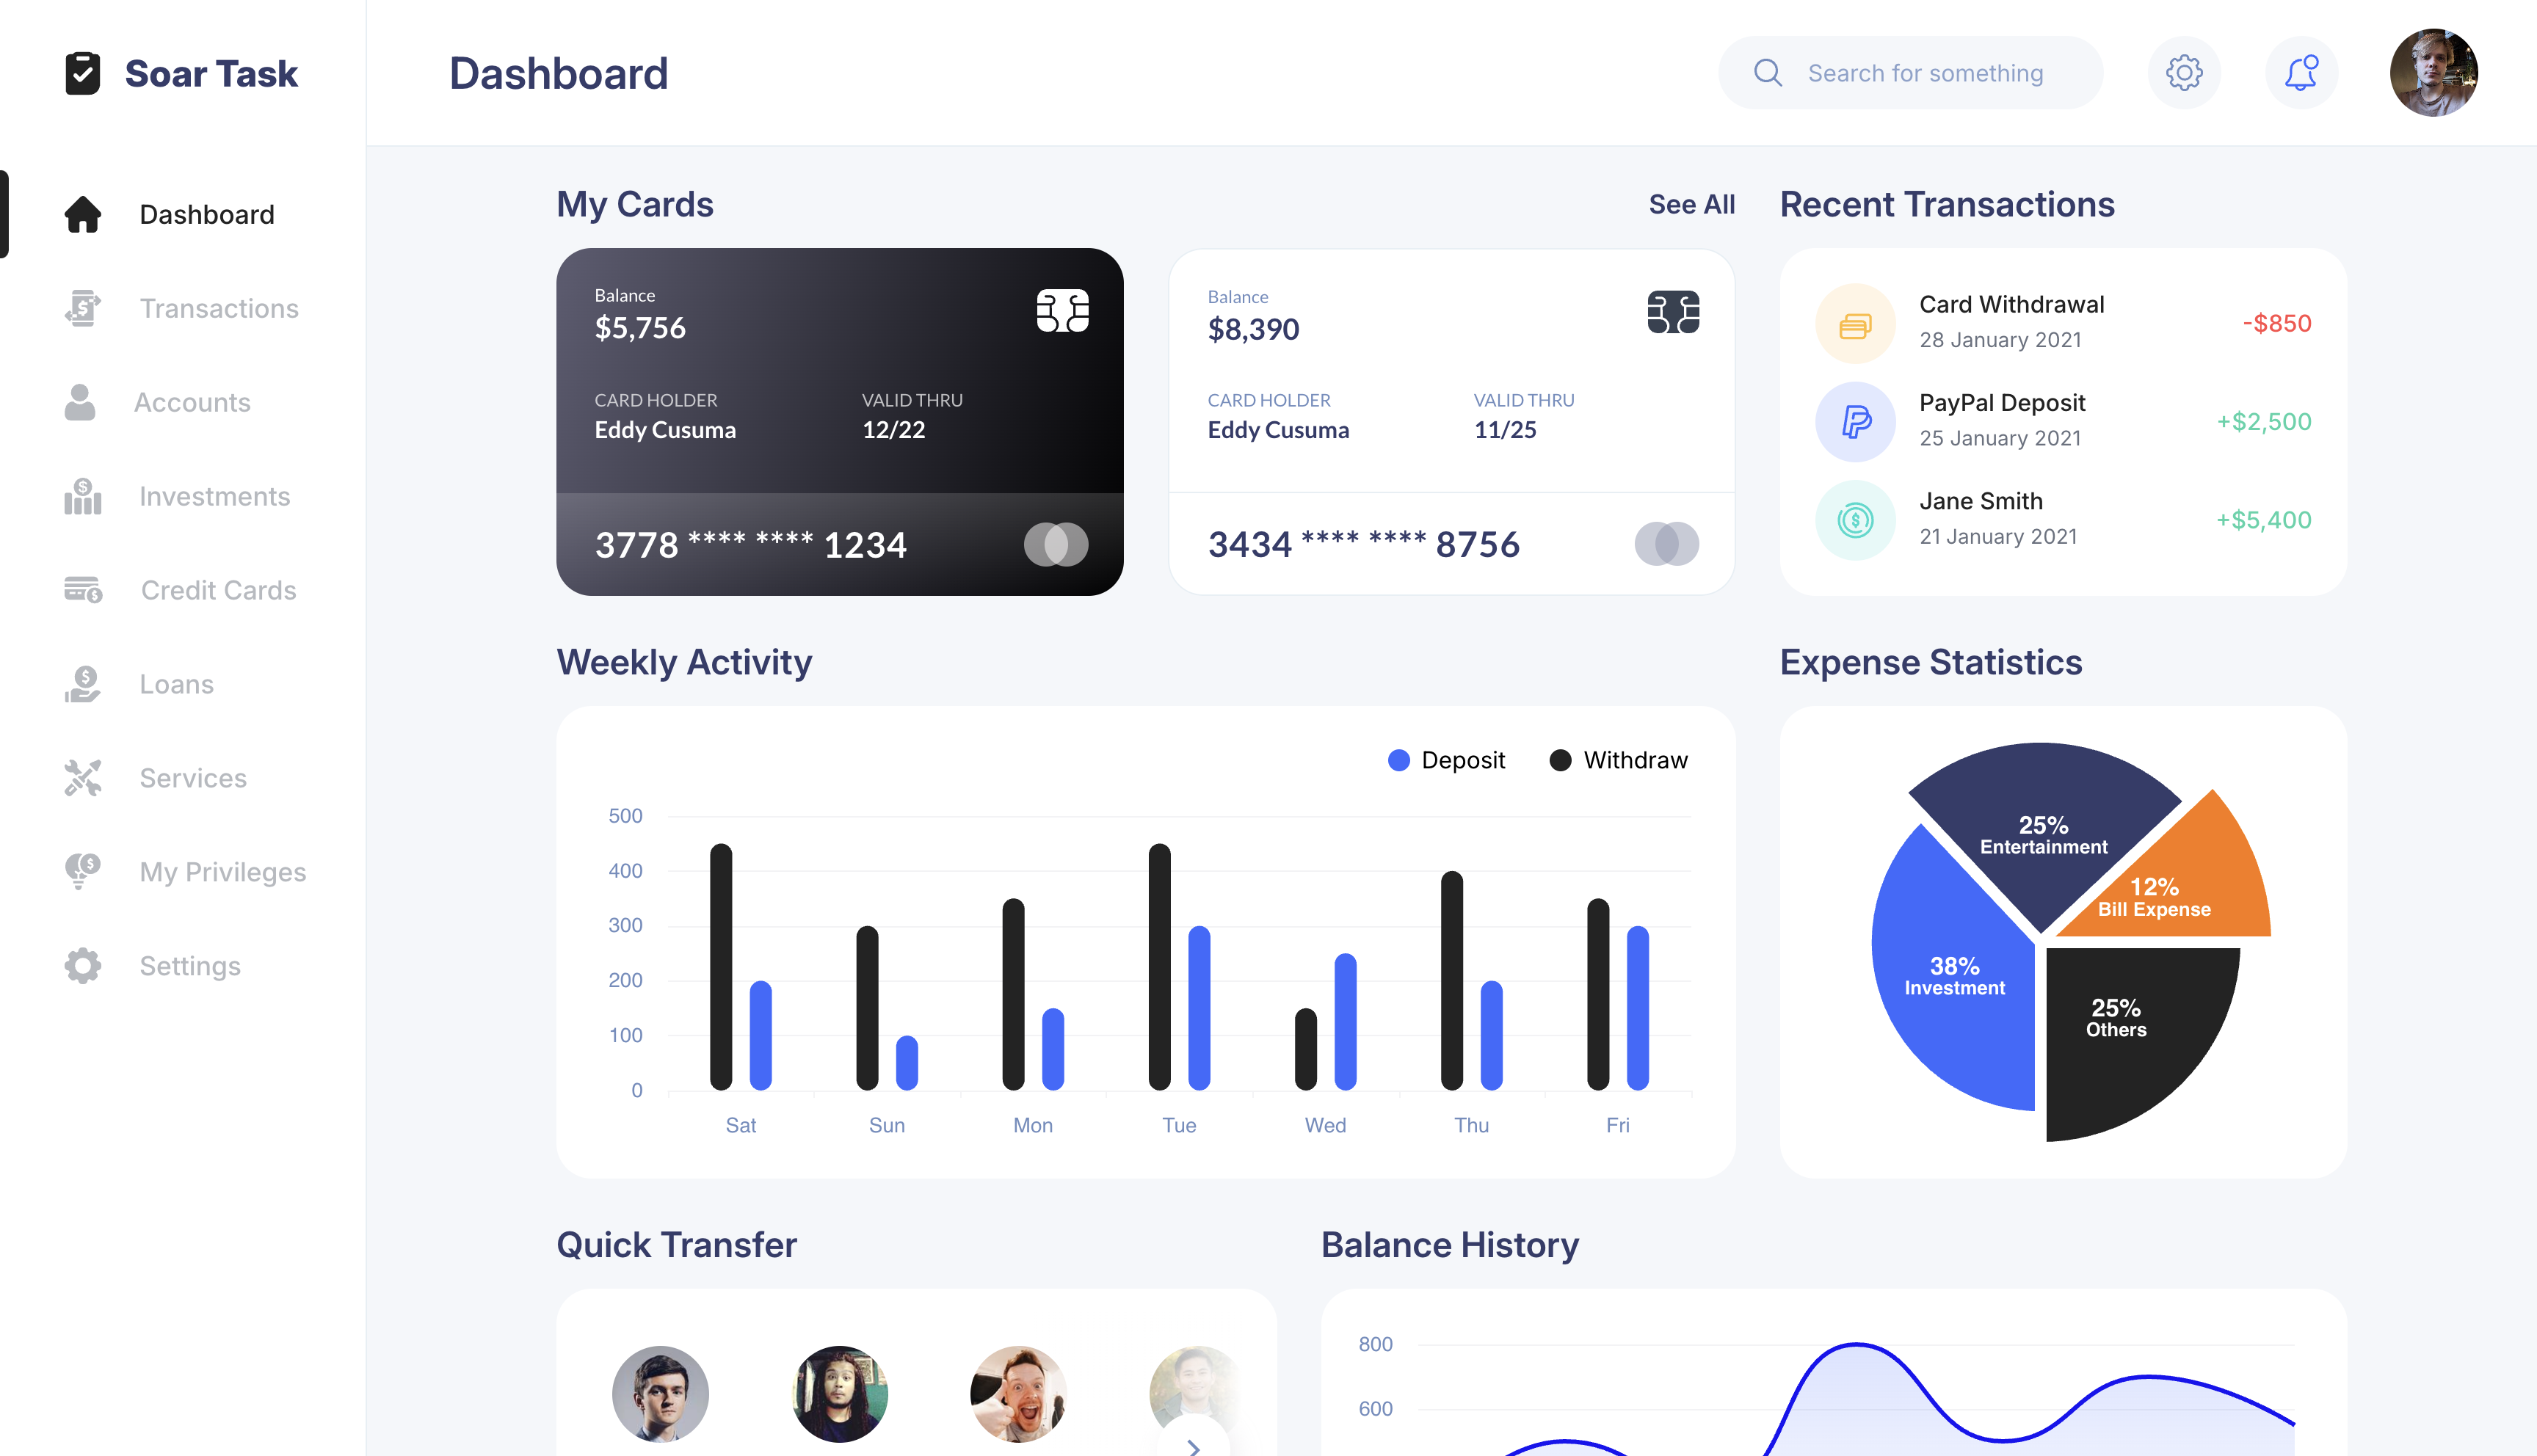 Soar Task
Dashboard
Search for something
Dashboard
Transactions
Accounts
Investments
Credit Cards
Loans
Services
My Privileges
Settings
My Cards
See All
Balance
$5,756
CARD HOLDER
VALID THRU
Eddy Cusuma
12/22
3778 **** **** 1234
Balance
$8,390
CARD HOLDER
VALID THRU
Eddy Cusuma
11/25
3434 **** **** 8756
Recent Transactions
Card Withdrawal
28 January 2021
-$850
PayPal Deposit
25 January 2021
+$2,500
Jane Smith
21 January 2021
+$5,400
Weekly Activity
Deposit
Withdraw
500
400
300
200
100
0
Sat
Sun
Mon
Tue
Wed
Thu
Fri
Expense Statistics
25%
Entertainment
12%
Bill Expense
38%
Investment
25%
Others
Quick Transfer
Balance History
800
600